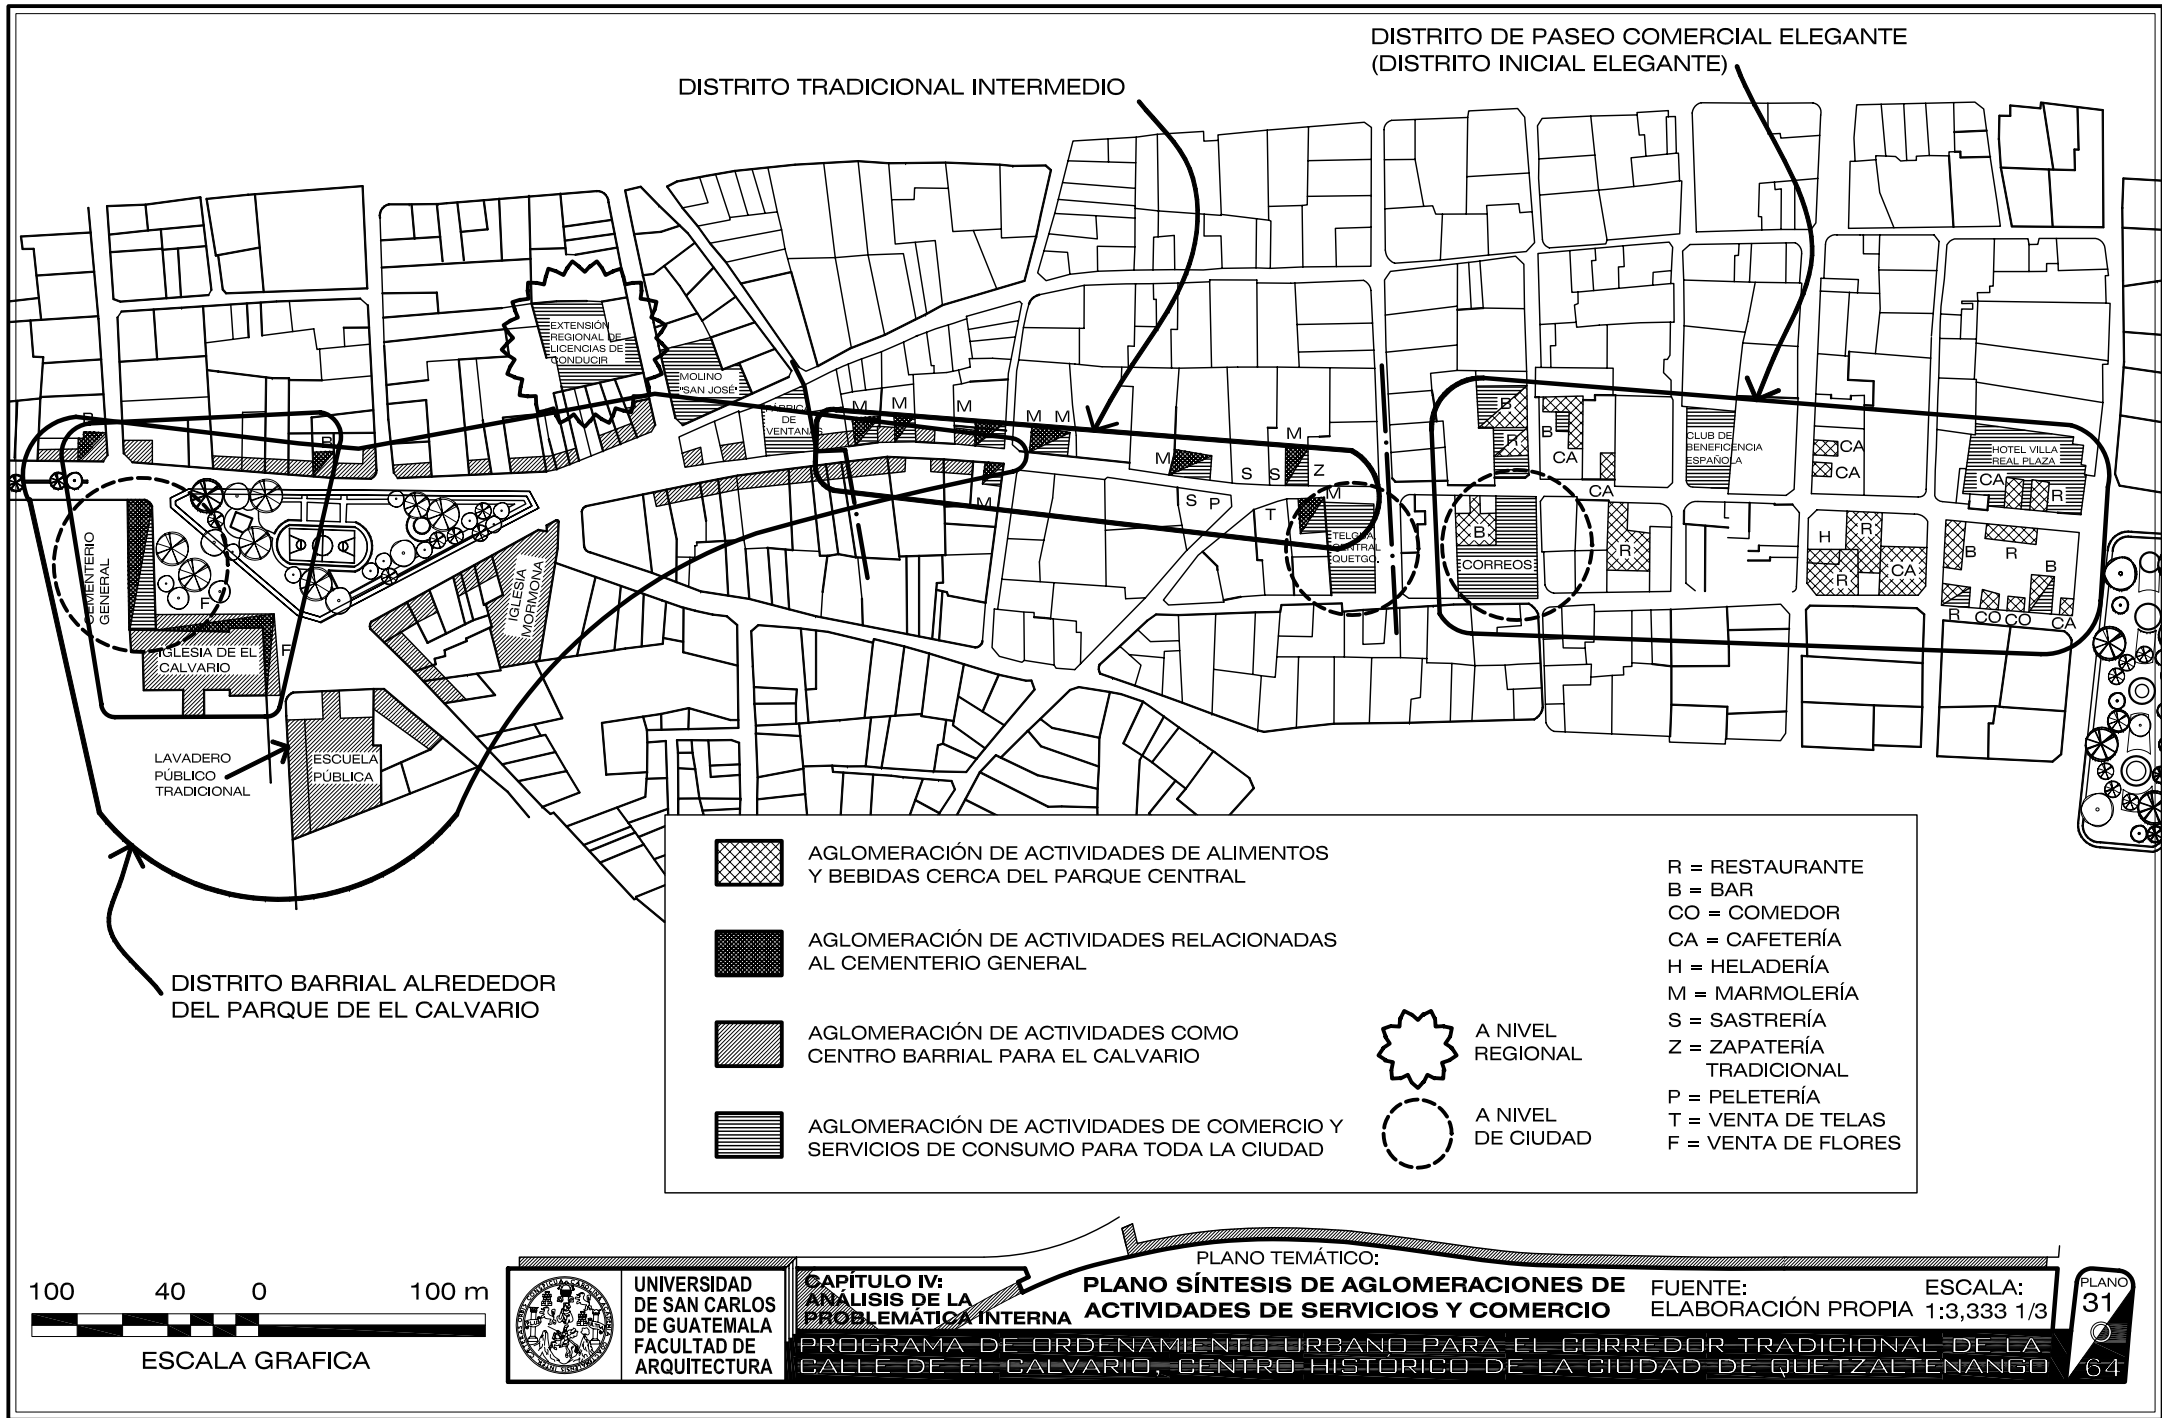 DISTRITO DE PASEO COMERCIAL ELEGANTE
(DISTRITO INICIAL ELEGANTE)
DISTRITO TRADICIONAL INTERMEDIO
EXTENSIÓN
REGIONAL DE
LICENCIAS DE
CONDUCIR
MOLINO
"SAN JOSÉ"
FÁBRICA
DE
VENTANAS
M
M
M
M
M
M
M
M
M
S
S
Z
S
P
T
TELGUA
CENTRAL
QUETGO.
B
R
B
CA
CA
B
CORREOS
R
CLUB DE
BENEFICENCIA
ESPAÑOLA
CA
CA
HOTEL VILLA
REAL PLAZA
CA
R
H
R
R
CA
B
R
B
R
CO
CO
CA
B
CEMENTERIO
GENERAL
F
F
IGLESIA DE EL
CALVARIO
IGLESIA
MORMONA
LAVADERO
PÚBLICO
TRADICIONAL
ESCUELA
PÚBLICA
DISTRITO BARRIAL ALREDEDOR
DEL PARQUE DE EL CALVARIO
AGLOMERACIÓN DE ACTIVIDADES DE ALIMENTOS
Y BEBIDAS CERCA DEL PARQUE CENTRAL
AGLOMERACIÓN DE ACTIVIDADES RELACIONADAS
AL CEMENTERIO GENERAL
AGLOMERACIÓN DE ACTIVIDADES COMO
CENTRO BARRIAL PARA EL CALVARIO
AGLOMERACIÓN DE ACTIVIDADES DE COMERCIO Y
SERVICIOS DE CONSUMO PARA TODA LA CIUDAD
A NIVEL
REGIONAL
A NIVEL
DE CIUDAD
R = RESTAURANTE
B = BAR
CO = COMEDOR
CA = CAFETERÍA
H = HELADERÍA
M = MARMOLERÍA
S = SASTRERÍA
Z = ZAPATERÍA
TRADICIONAL
P = PELETERÍA
T = VENTA DE TELAS
F = VENTA DE FLORES
100 40 0 100 m
ESCALA GRAFICA
UNIVERSIDAD
DE SAN CARLOS
DE GUATEMALA
FACULTAD DE
ARQUITECTURA
CAPÍTULO IV:
ANÁLISIS DE LA
PROBLEMÁTICA INTERNA
PLANO TEMÁTICO:
PLANO SÍNTESIS DE AGLOMERACIONES DE
ACTIVIDADES DE SERVICIOS Y COMERCIO
FUENTE:
ELABORACIÓN PROPIA
ESCALA:
1:3,333 1/3
PROGRAMA DE ORDENAMIENTO URBANO PARA EL CORREDOR TRADICIONAL DE LA
CALLE DE EL CALVARIO, CENTRO HISTÓRICO DE LA CIUDAD DE QUETZALTENANGO
PLANO
31
64